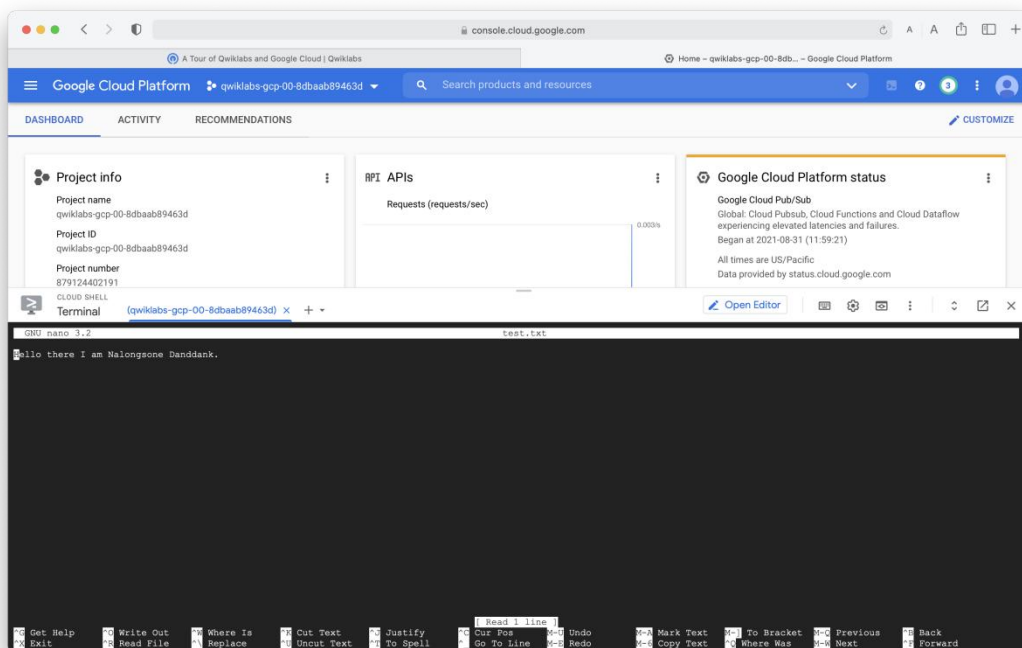 console.cloud.google.com
A A
A Tour of Qwiklabs and Google Cloud | Qwiklabs
Home – qwiklabs-gcp-00-8db... – Google Cloud Platform
Google Cloud Platform
qwiklabs-gcp-00-8dbaab89463d
Search products and resources
? 3
DASHBOARD ACTIVITY RECOMMENDATIONS
CUSTOMIZE
Project info
Project name
qwiklabs-gcp-00-8dbaab89463d
Project ID
qwiklabs-gcp-00-8dbaab89463d
Project number
879124402191
API APIs
Requests (requests/sec)
0.003/s
Google Cloud Platform status
Google Cloud Pub/Sub
Global: Cloud Pubsub, Cloud Functions and Cloud Dataflow
experiencing elevated latencies and failures.
Began at 2021-08-31 (11:59:21)
All times are US/Pacific
Data provided by status.cloud.google.com
CLOUD SHELL
Terminal
(qwiklabs-gcp-00-8dbaab89463d) × +
Open Editor
GNU nano 3.2 test.txt
Hello there I am Nalongsone Danddank.
[ Read 1 line ]
^G Get Help ^O Write Out ^W Where Is ^K Cut Text ^J Justify ^C Cur Pos M-U Undo M-A Mark Text M-] To Bracket M-Q Previous ^B Back
^X Exit ^R Read File ^\ Replace ^U Uncut Text ^T To Spell ^_ Go To Line M-E Redo M-6 Copy Text ^Q Where Was M-W Next ^F Forward